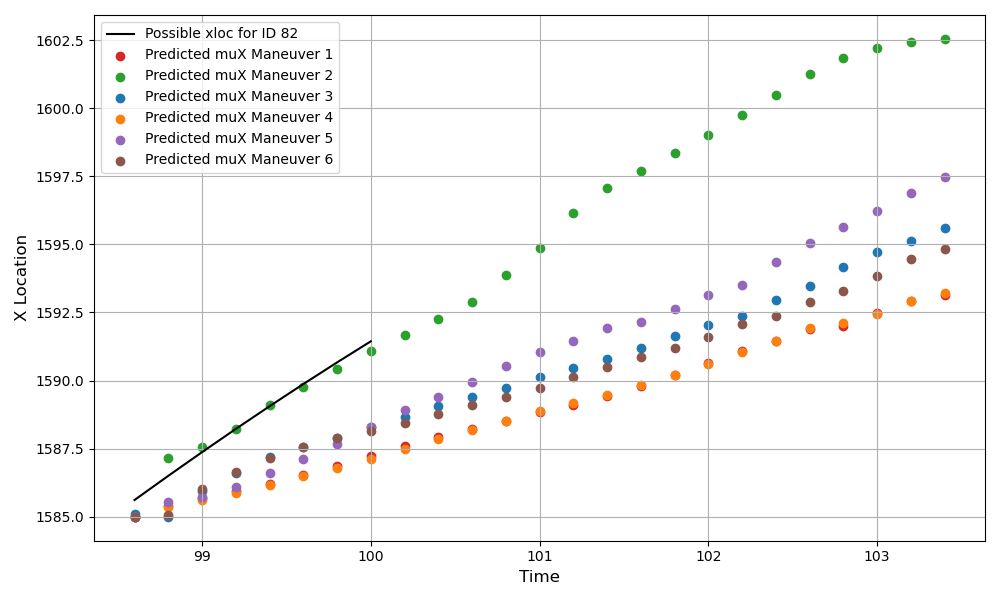 Possible xloc for ID 82
Predicted muX Maneuver 1
Predicted muX Maneuver 2
Predicted muX Maneuver 3
Predicted muX Maneuver 4
Predicted muX Maneuver 5
Predicted muX Maneuver 6
1602.5
1600.0
1597.5
1595.0
1592.5
1590.0
1587.5
1585.0
X Location
99 100 101 102 103
Time